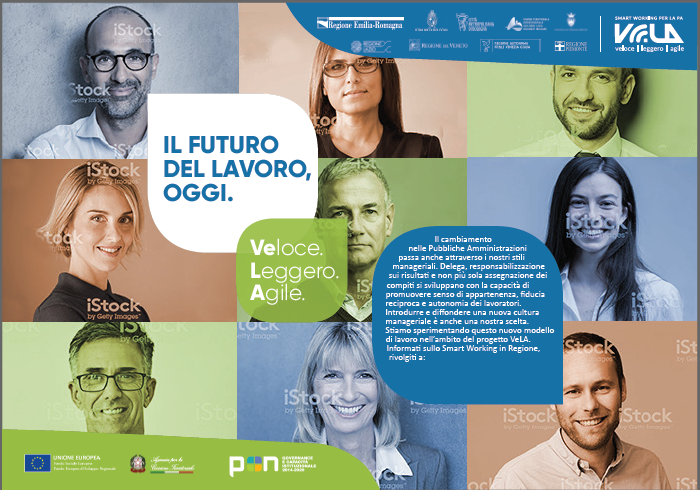 Regione Emilia-Romagna
SMART WORKING PER LA PA
VeLA
veloce leggero agile
REGIONE DEL VENETO
REGIONE PIEMONTE
IL FUTURO
DEL LAVORO,
OGGI.
VeLOCE.
LEGGERO.
AGILE.
Il cambiamento
nelle Pubbliche Amministrazioni
passa anche attraverso i nostri stili
manageriali. Delega, responsabilizzazione
sui risultati e non più sola assegnazione dei
compiti si sviluppano con la capacità di
promuovere senso di appartenenza, fiducia
reciproca e autonomia dei lavoratori.
Introdurre e diffondere una nuova cultura
manageriale è anche una nostra scelta.
Stiamo sperimentando questo nuovo modello
di lavoro nell'ambito del progetto VeLA.
Informati sullo Smart Working in Regione,
rivolgiti a:
iStock
by Getty Images
UNIONE EUROPEA
Fondo Sociale Europeo
Fondo Europeo di Sviluppo Regionale
Agenzia per la
Coesione Territoriale
pon
GOVERNANCE
E CAPACITÀ
ISTITUZIONALE
2014-2020